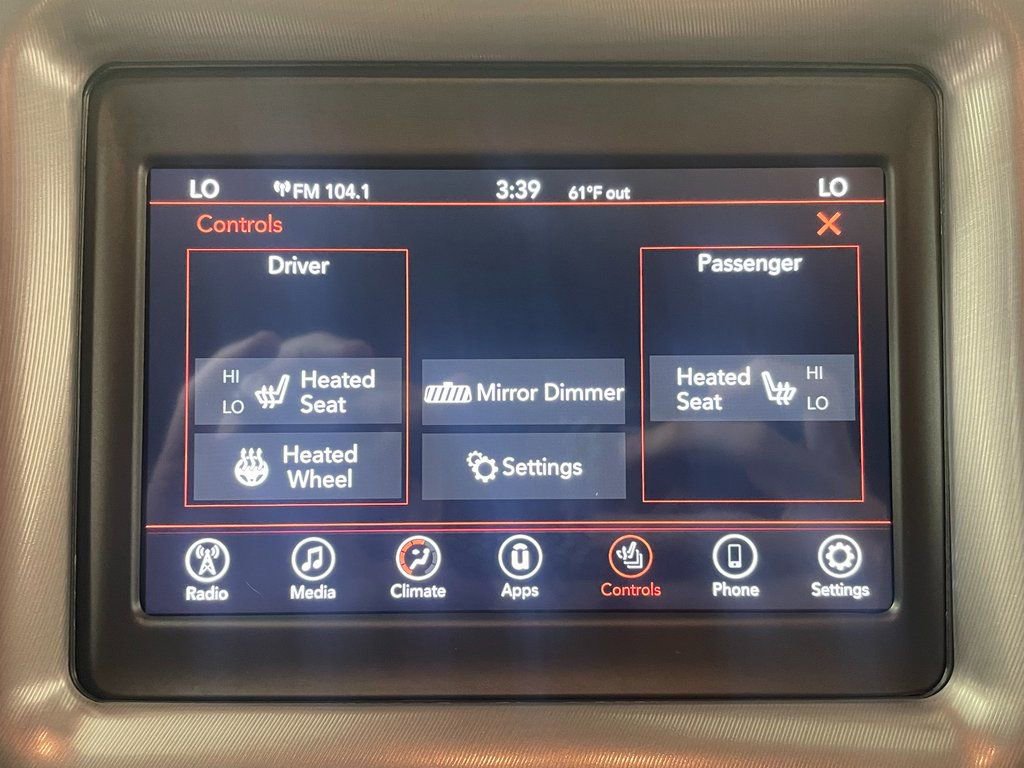 LO FM 104.1 3:39 61°F out LO
Controls
Driver
Passenger
HI
LO
Heated
Seat
Mirror Dimmer
Heated
Seat
HI
LO
Heated
Wheel
Settings
Radio Media Climate Apps Controls Phone Settings